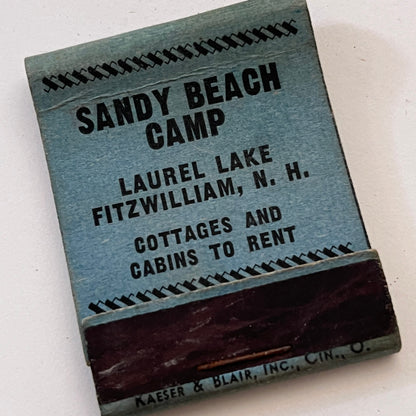 SANDY BEACH
CAMP
LAUREL LAKE
FITZWILLIAM, N. H.
COTTAGES AND
CABINS TO RENT
KAESER & BLAIR, INC., CIN., O.